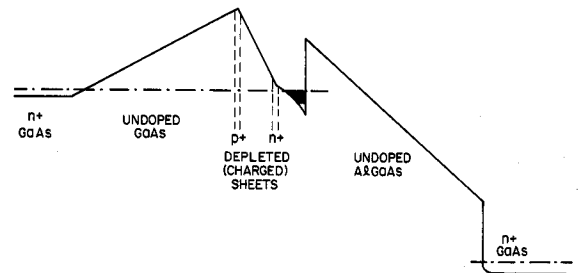 n+
GaAs
UNDOPED
GaAs
p+
n+
DEPLETED
(CHARGED)
SHEETS
UNDOPED
AlGaAs
n+
GaAs